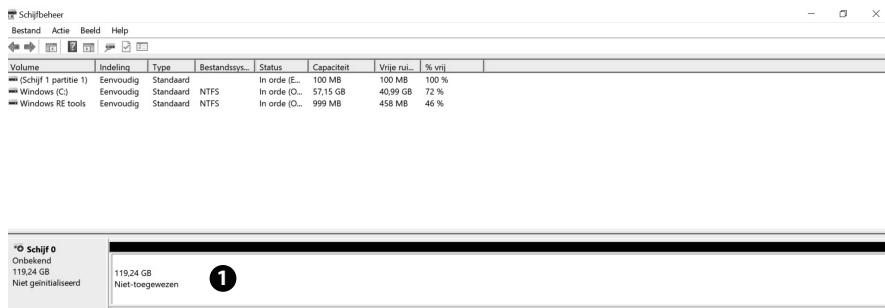 Schijfbeheer
Bestand Actie Beeld Help
Volume Indeling Type Bestandssys... Status Capaciteit Vrije rui... % vrij
(Schijf 1 partitie 1) Eenvoudig Standaard In orde (E... 100 MB 100 MB 100 %
Windows (C:) Eenvoudig Standaard NTFS In orde (O... 57,15 GB 40,99 GB 72 %
Windows RE tools Eenvoudig Standaard NTFS In orde (O... 999 MB 458 MB 46 %
Schijf 0
Onbekend
119,24 GB
Niet geïnitialiseerd
119,24 GB
Niet-toegewezen
1